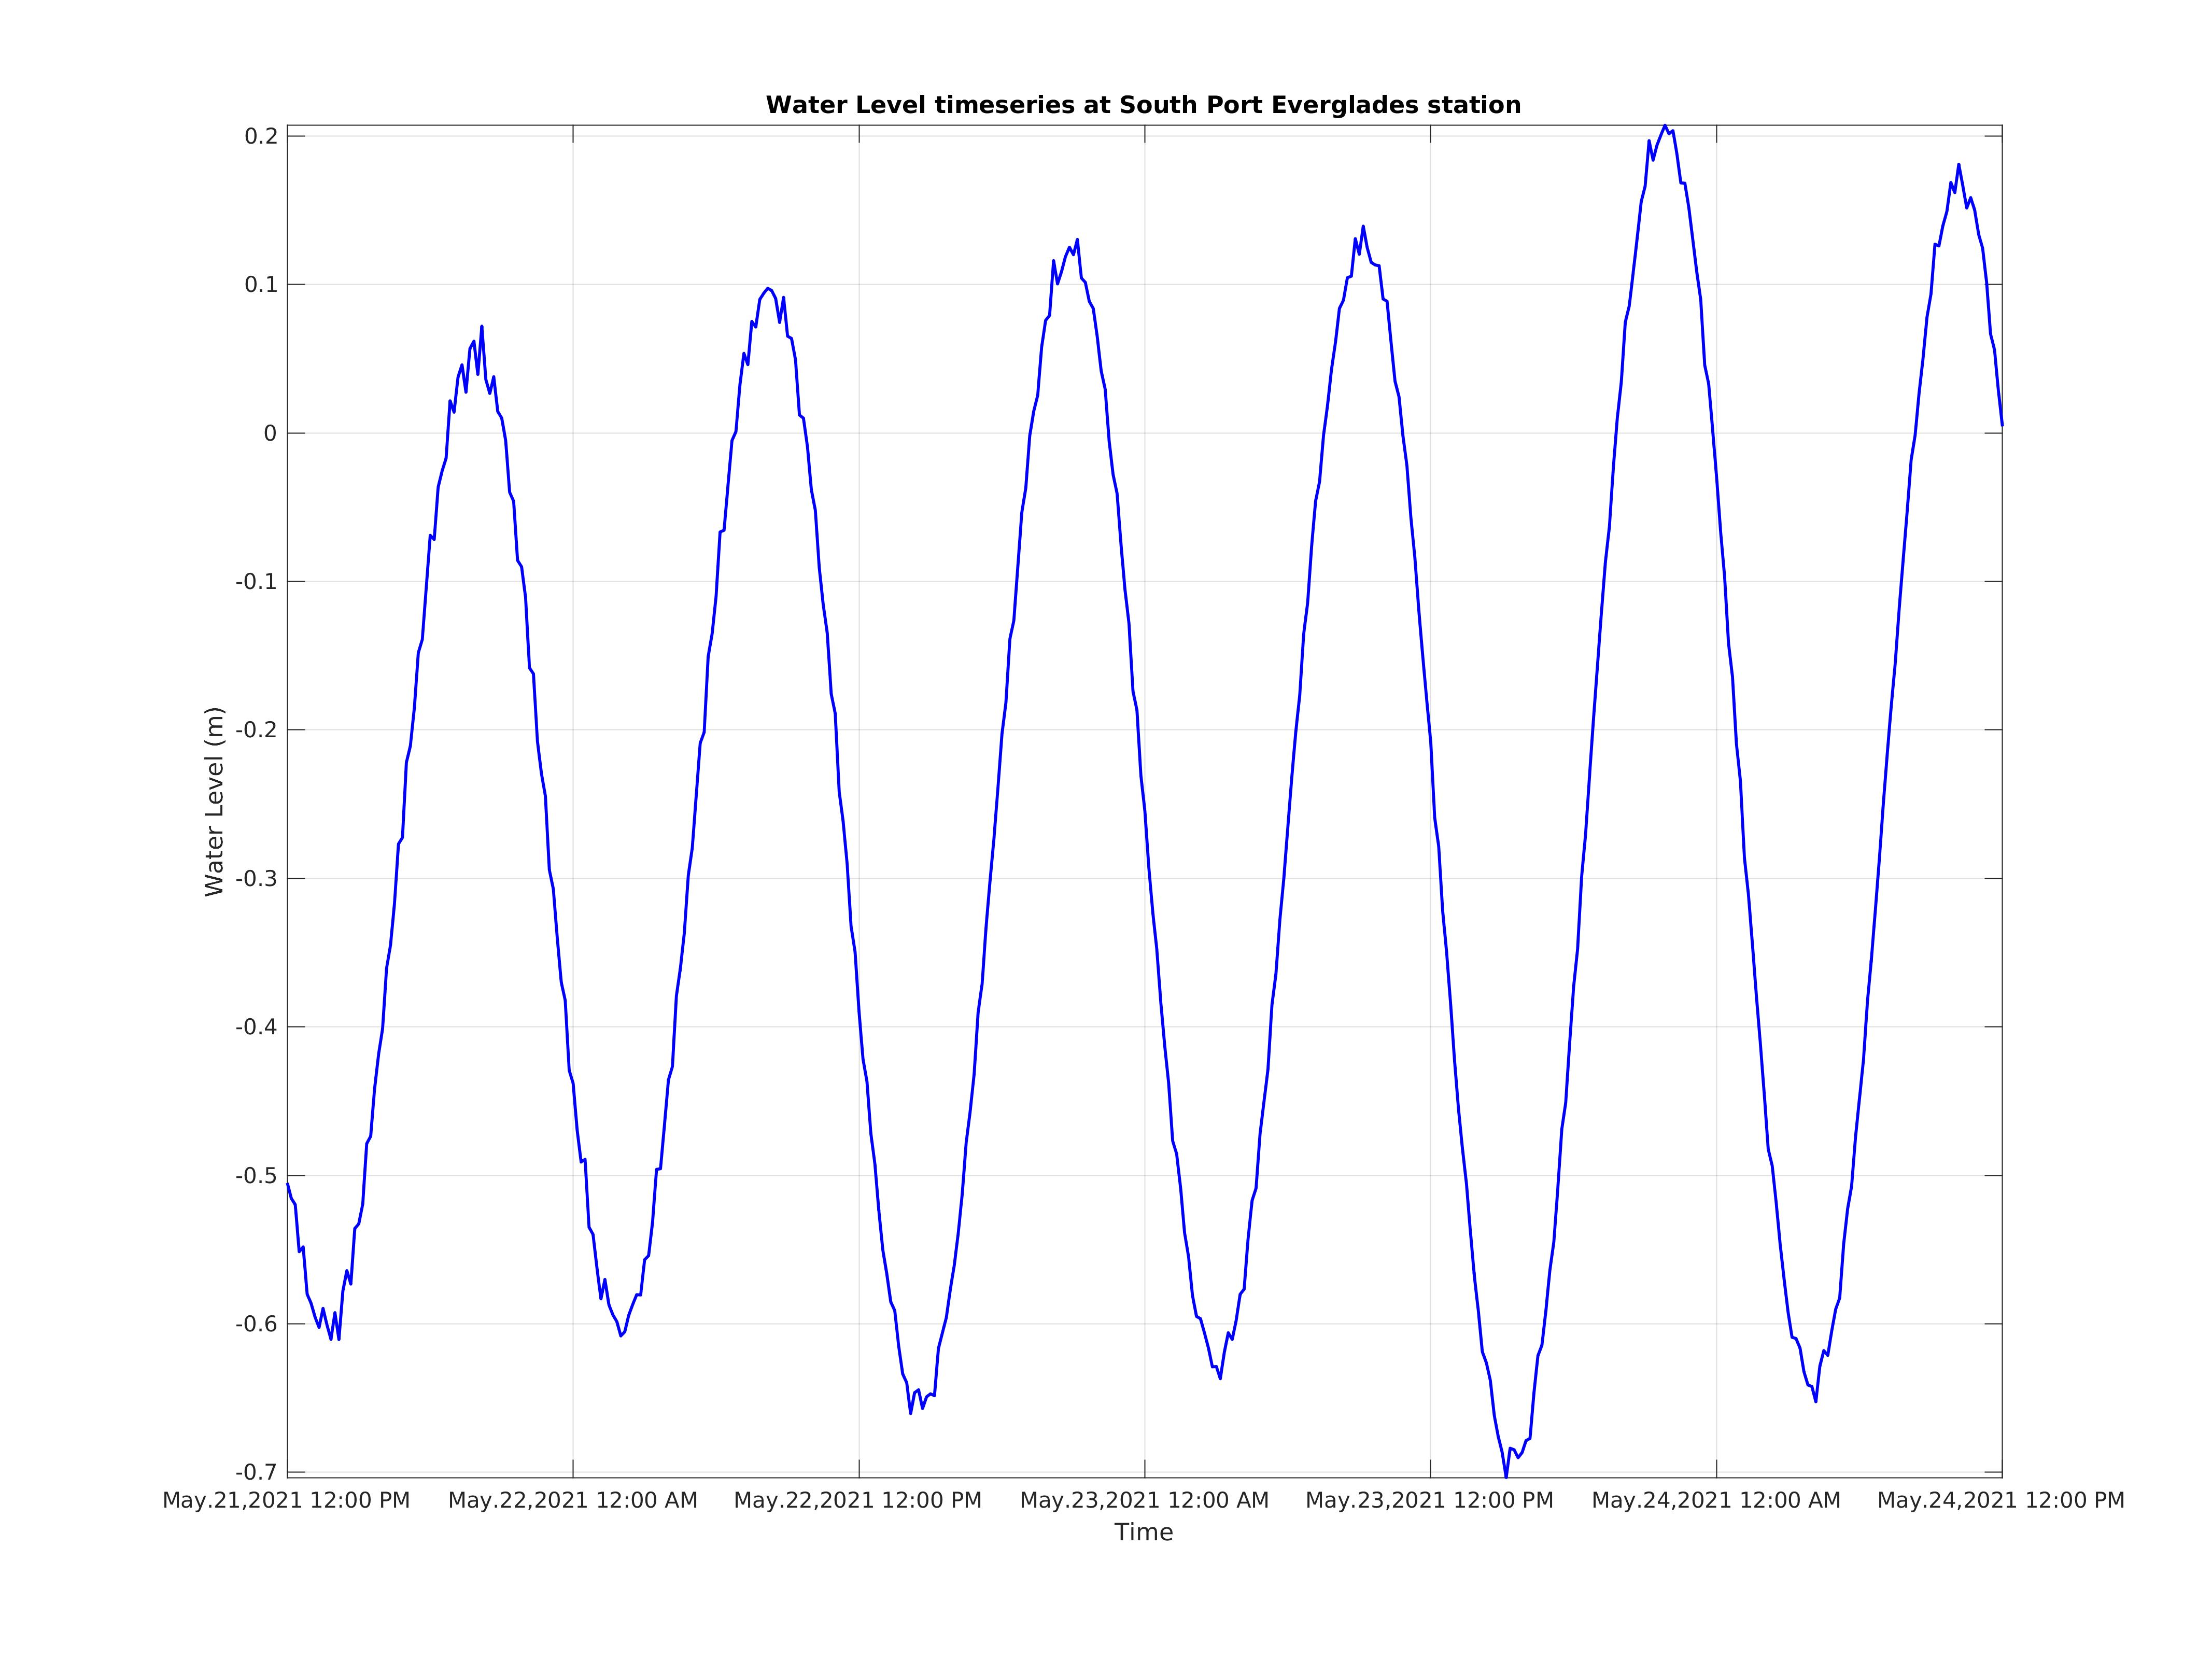 Water Level timeseries at South Port Everglades station
0.2
0.1
0
-0.1
-0.2
-0.3
-0.4
-0.5
-0.6
-0.7
Water Level (m)
May.21,2021 12:00 PM
May.22,2021 12:00 AM
May.22,2021 12:00 PM
May.23,2021 12:00 AM
May.23,2021 12:00 PM
May.24,2021 12:00 AM
May.24,2021 12:00 PM
Time